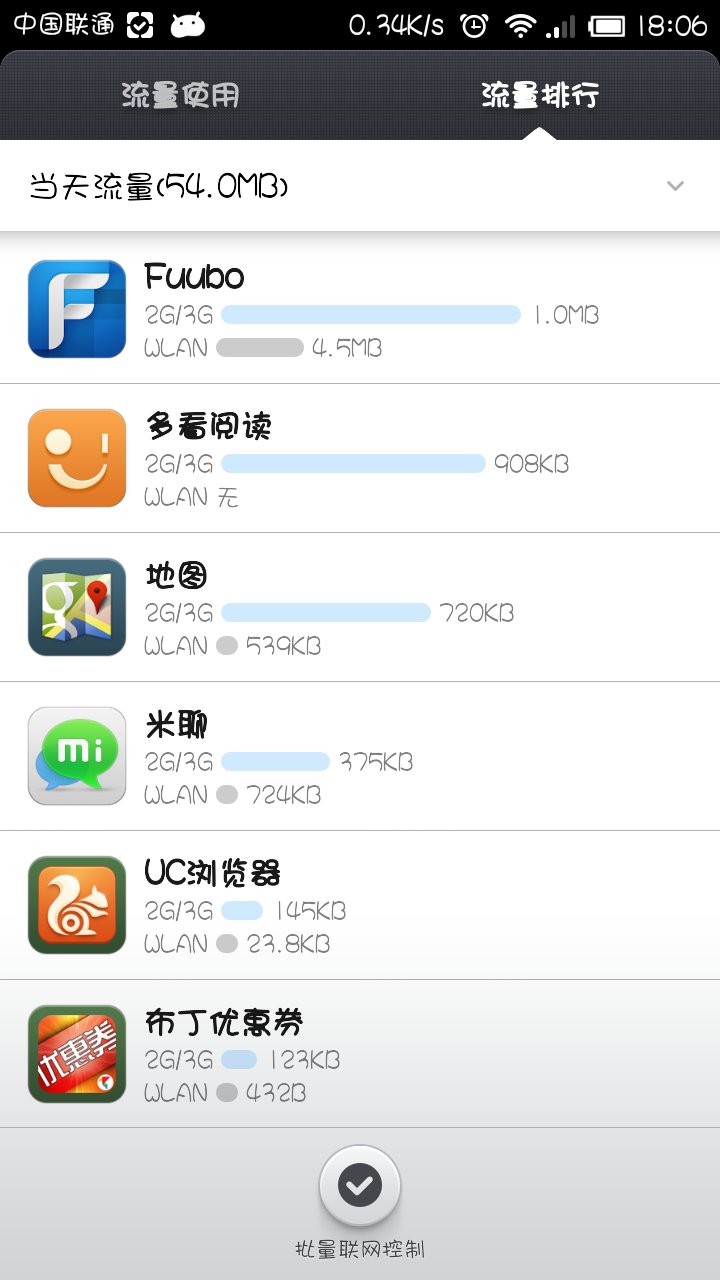 中国联通 0.34K/s 18:06
流量使用 流量排行
当天流量(54.0MB)
Fuubo
2G/3G 1.0MB
WLAN 4.5MB
多看阅读
2G/3G 908KB
WLAN 无
地图
2G/3G 720KB
WLAN 539KB
米聊
2G/3G 375KB
WLAN 724KB
UC浏览器
2G/3G 145KB
WLAN 23.8KB
布丁优惠券
2G/3G 123KB
WLAN 432B
优惠券
mi
批量联网控制